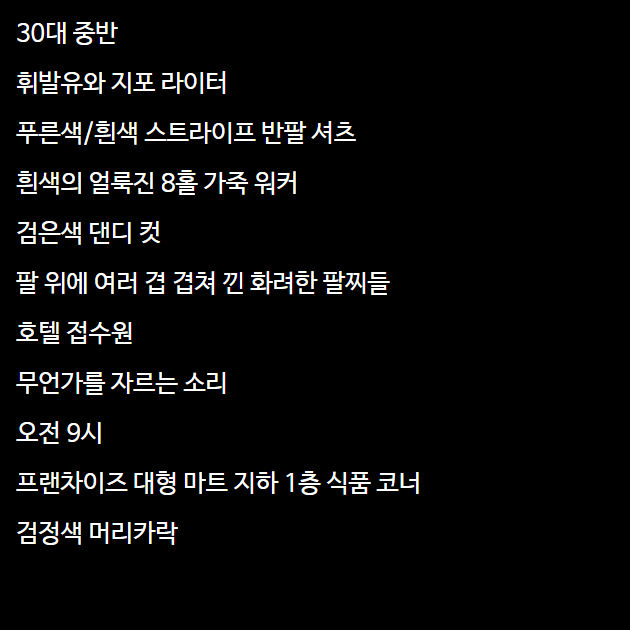 30대 중반
휘발유와 지포 라이터
푸른색/흰색 스트라이프 반팔 셔츠
흰색의 얼룩진 8홀 가죽 워커
검은색 댄디 컷
팔 위에 여러 겹 겹쳐 낀 화려한 팔찌들
호텔 접수원
무언가를 자르는 소리
오전 9시
프랜차이즈 대형 마트 지하 1층 식품 코너
검정색 머리카락